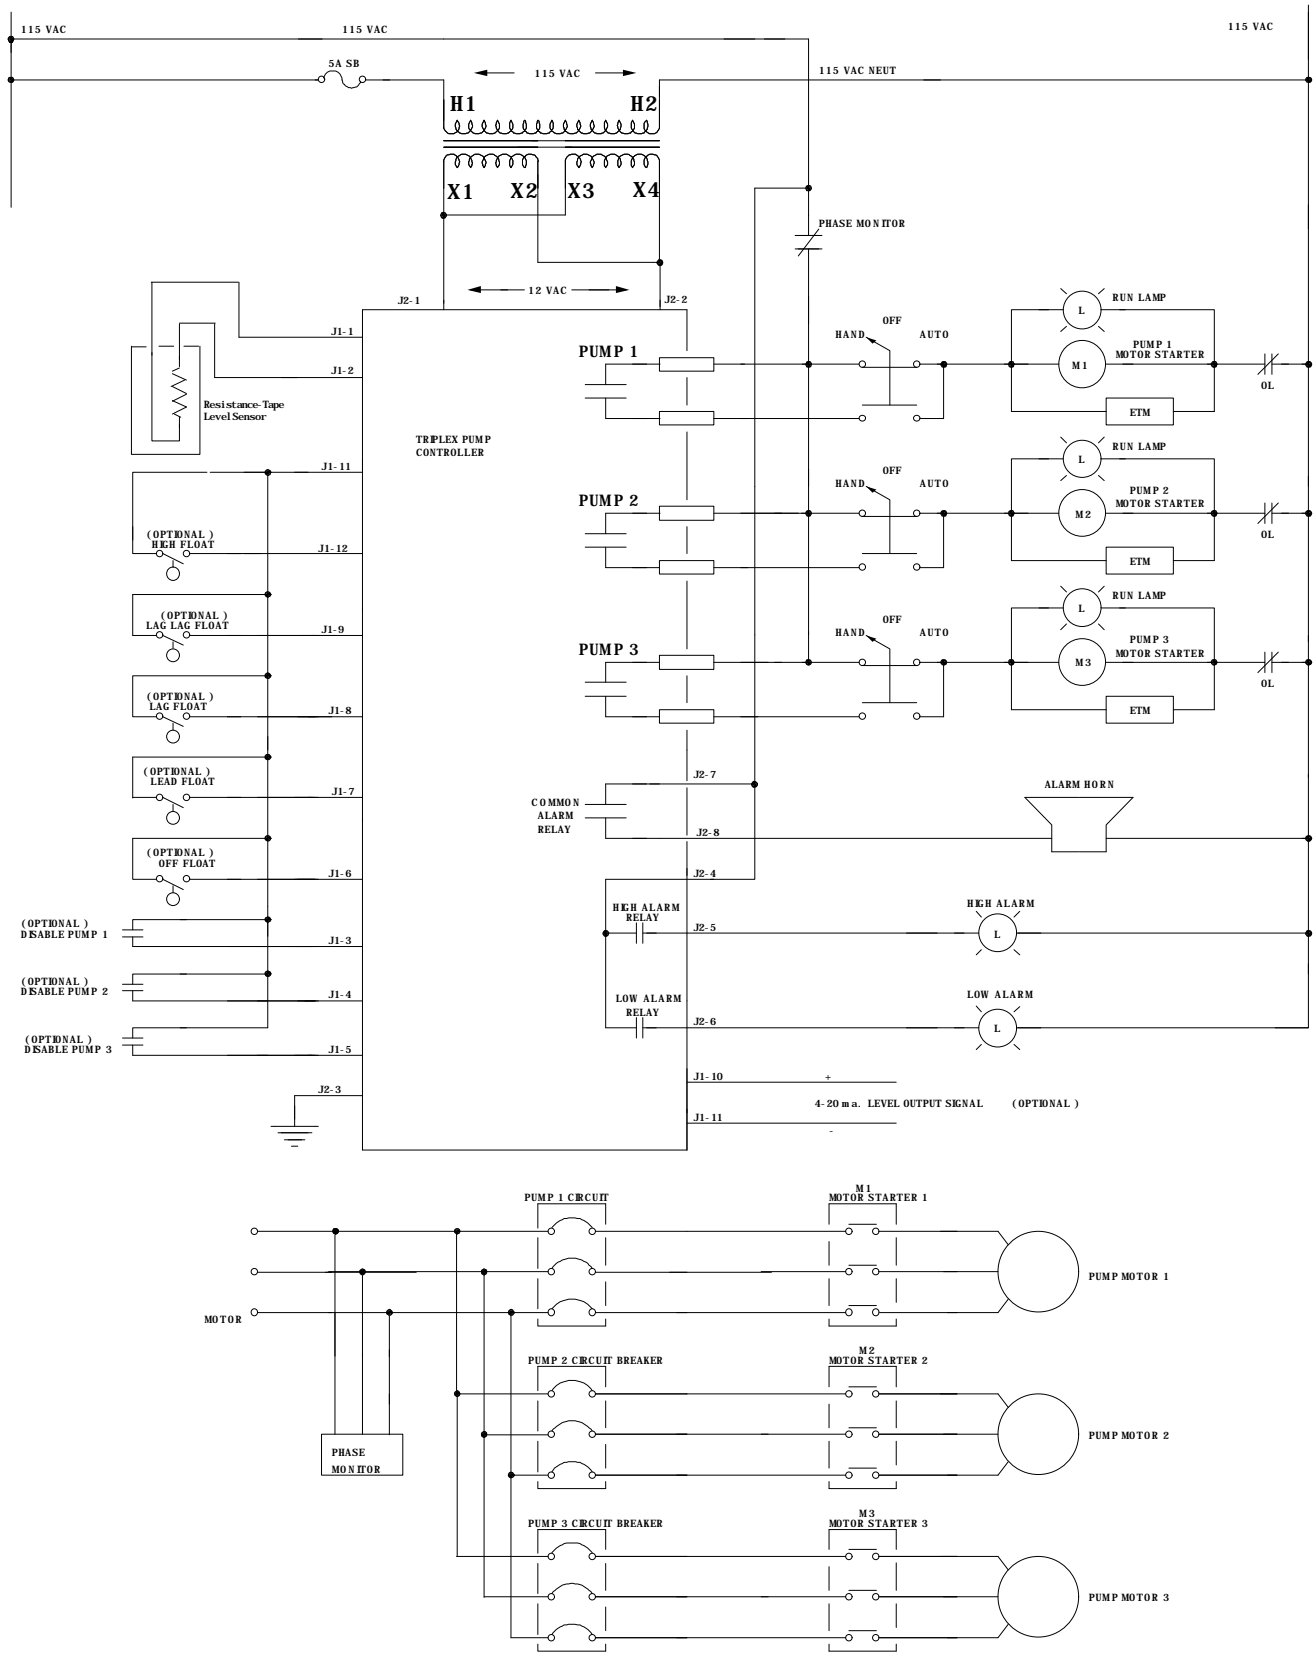 115 VAC
115 VAC
115 VAC
5A SB
115 VAC
115 VAC NEUT
H1
H2
X1
X2
X3
X4
PHASE MONITOR
12 VAC
J2-1
J2-2
RUN LAMP
OFF
HAND
AUTO
J1-1
PUMP 1
PUMP 1
MOTOR STARTER
M1
L
OL
J1-2
Resistance-Tape
Level Sensor
ETM
TRIPLEX PUMP
CONTROLLER
J1-11
RUN LAMP
L
OFF
HAND
AUTO
PUMP 2
PUMP 2
MOTOR STARTER
M2
OL
(OPTIONAL)
HIGH FLOAT
J1-12
ETM
RUN LAMP
L
(OPTIONAL)
LAG LAG FLOAT
J1-9
OFF
HAND
AUTO
PUMP 3
PUMP 3
MOTOR STARTER
M3
OL
(OPTIONAL)
LAG FLOAT
J1-8
ETM
(OPTIONAL)
LEAD FLOAT
J1-7
J2-7
ALARM HORN
COMMON
ALARM
RELAY
J2-8
(OPTIONAL)
OFF FLOAT
J1-6
J2-4
HIGH ALARM
RELAY
J2-5
HIGH ALARM
L
(OPTIONAL)
DISABLE PUMP 1
J1-3
(OPTIONAL)
DISABLE PUMP 2
J1-4
LOW ALARM
RELAY
J2-6
LOW ALARM
L
(OPTIONAL)
DISABLE PUMP 3
J1-5
J2-3
J1-10
+
4-20 ma. LEVEL OUTPUT SIGNAL (OPTIONAL)
J1-11
-
PUMP 1 CIRCUIT
M1
MOTOR STARTER 1
PUMP MOTOR 1
MOTOR
PUMP 2 CIRCUIT BREAKER
M2
MOTOR STARTER 2
PUMP MOTOR 2
PHASE
MONITOR
PUMP 3 CIRCUIT BREAKER
M3
MOTOR STARTER 3
PUMP MOTOR 3